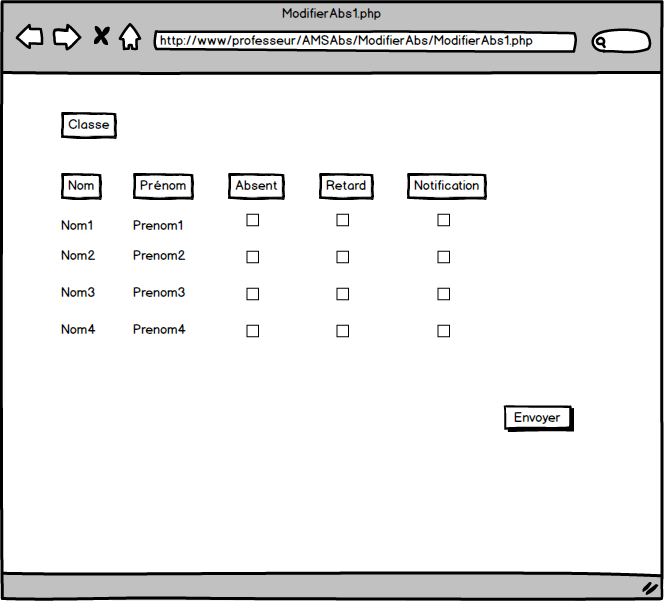 ModifierAbs1.php
http://www/professeur/AMSAbs/ModifierAbs/ModifierAbs1.php
Classe
Nom Prénom Absent Retard Notification
Nom1 Prenom1
Nom2 Prenom2
Nom3 Prenom3
Nom4 Prenom4
Envoyer